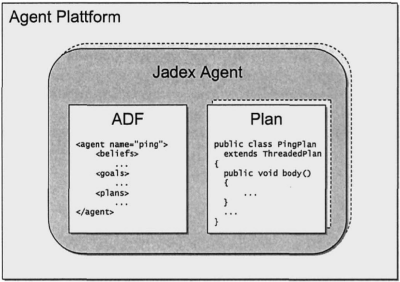 Agent Plattform
Jadex Agent
ADF
<agent name="ping">
<beliefs>
...
<goals>
...
<plans>
...
</agent>
Plan
public class PingPlan
extends ThreadedPlan
{
public void body()
{
...
}
...
}